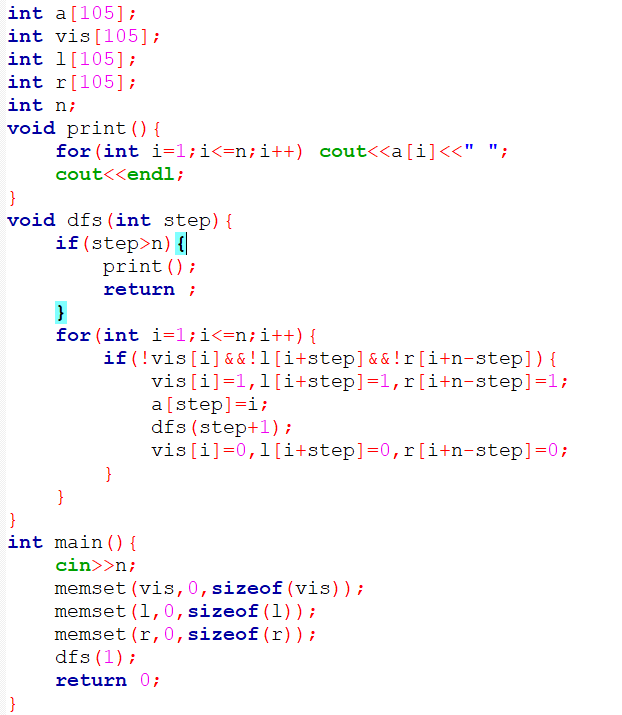 int a[105];
int vis[105];
int l[105];
int r[105];
int n;
void print(){
    for(int i=1;i<=n;i++) cout<<a[i]<<" ";
    cout<<endl;
}
void dfs(int step){
    if(step>n){
        print();
        return ;
    }
    for(int i=1;i<=n;i++){
        if(!vis[i]&&!l[i+step]&&!r[i+n-step]){
            vis[i]=1,l[i+step]=1,r[i+n-step]=1;
            a[step]=i;
            dfs(step+1);
            vis[i]=0,l[i+step]=0,r[i+n-step]=0;
        }
    }
}
int main(){
    cin>>n;
    memset(vis,0,sizeof(vis));
    memset(l,0,sizeof(l));
    memset(r,0,sizeof(r));
    dfs(1);
    return 0;
}